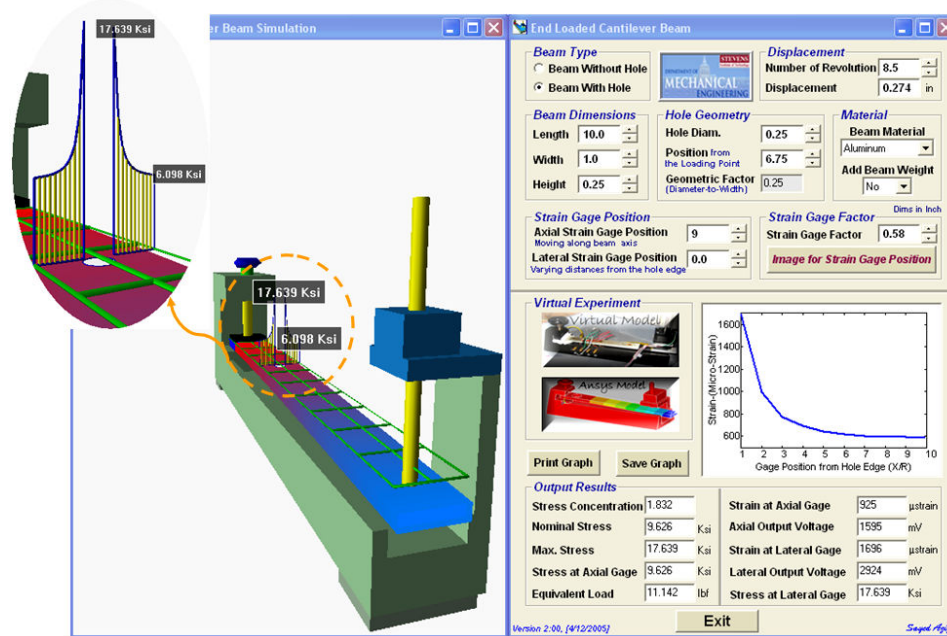 17.639 Ksi
6.098 Ksi
er Beam Simulation
17.639 Ksi
6.098 Ksi
End Loaded Cantilever Beam
Beam Type
Beam Without Hole
Beam With Hole
STEVENS
DEPARTMENT OF
MECHANICAL
ENGINEERING
Displacement
Number of Revolution 8.5
Displacement 0.274 in
Beam Dimensions
Length 10.0
Width 1.0
Height 0.25
Hole Geometry
Hole Diam. 0.25
Position from
the Loading Point 6.75
Geometric Factor 0.25
(Diameter-to-Width)
Material
Beam Material
Aluminum
Add Beam Weight
No
Dims in Inch
Strain Gage Position
Axial Strain Gage Position 9
Moving along beam axis
Lateral Strain Gage Position 0.0
Varying distances from the hole edge
Strain Gage Factor
Strain Gage Factor 0.58
Image for Strain Gage Position
Virtual Experiment
Virtual Model
Ansys Model
Print Graph
Save Graph
Strain-(Micro-Strain)
1600
1400
1200
1000
800
600
1 2 3 4 5 6 7 8 9 10
Gage Position from Hole Edge (X/R)
Output Results
Stress Concentration 1.832
Nominal Stress 9.626 Ksi
Max. Stress 17.639 Ksi
Stress at Axial Gage 9.626 Ksi
Equivalent Load 11.142 lbf
Strain at Axial Gage 925 µstrain
Axial Output Voltage 1595 mV
Strain at Lateral Gage 1696 µstrain
Lateral Output Voltage 2924 mV
Stress at Lateral Gage 17.639 Ksi
Exit
Version 2:00, [4/12/2005]
Sayed